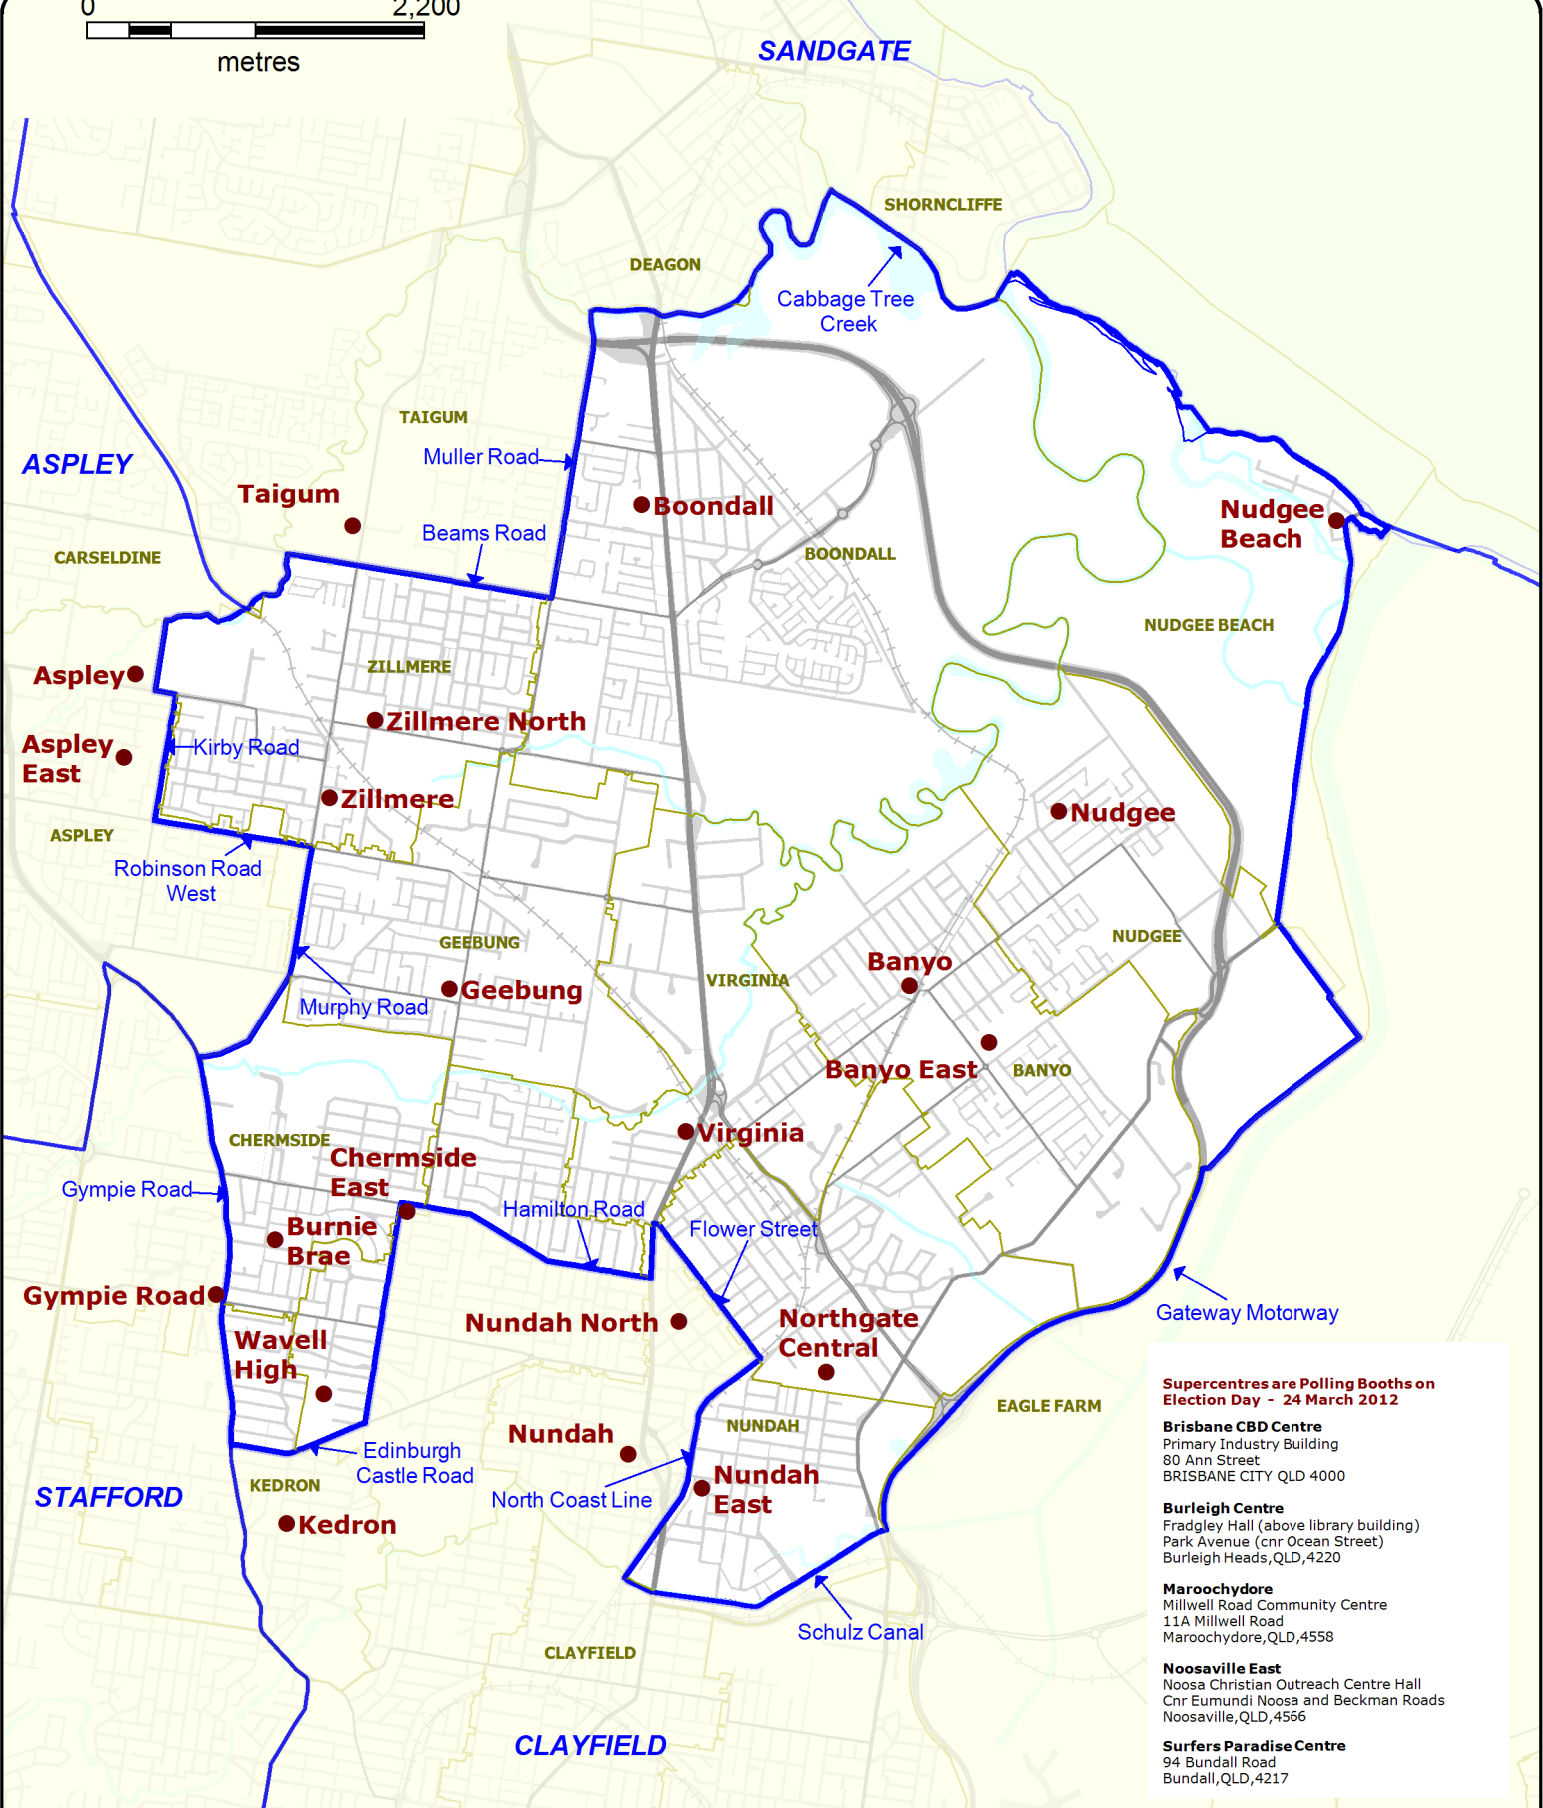 0 2,200
metres
SANDGATE
SHORNCLIFFE
DEAGON
Cabbage Tree
Creek
TAIGUM
Muller Road
ASPLEY
Taigum
Boondall
Nudgee
Beach
Beams Road
CARSELDINE
BOONDALL
NUDGEE BEACH
ZILLMERE
Aspley
Zillmere North
Aspley
East
Kirby Road
Zillmere
Nudgee
ASPLEY
Robinson Road
West
GEEBUNG
NUDGEE
Banyo
VIRGINIA
Geebung
Murphy Road
Banyo East
BANYO
CHERMSIDE
Virginia
Chermside
East
Gympie Road
Hamilton Road
Flower Street
Burnie
Brae
Gympie Road
Nundah North
Northgate
Central
Gateway Motorway
Wavell
High
EAGLE FARM
NUNDAH
Nundah
Edinburgh
Castle Road
KEDRON
Nundah
East
North Coast Line
STAFFORD
Kedron
Schulz Canal
CLAYFIELD
CLAYFIELD
Supercentres are Polling Booths on
Election Day - 24 March 2012
Brisbane CBD Centre
Primary Industry Building
80 Ann Street
BRISBANE CITY QLD 4000
Burleigh Centre
Fradgley Hall (above library building)
Park Avenue (cnr Ocean Street)
Burleigh Heads,QLD,4220
Maroochydore
Millwell Road Community Centre
11A Millwell Road
Maroochydore,QLD,4558
Noosaville East
Noosa Christian Outreach Centre Hall
Cnr Eumundi Noosa and Beckman Roads
Noosaville,QLD,4566
Surfers Paradise Centre
94 Bundall Road
Bundall,QLD,4217